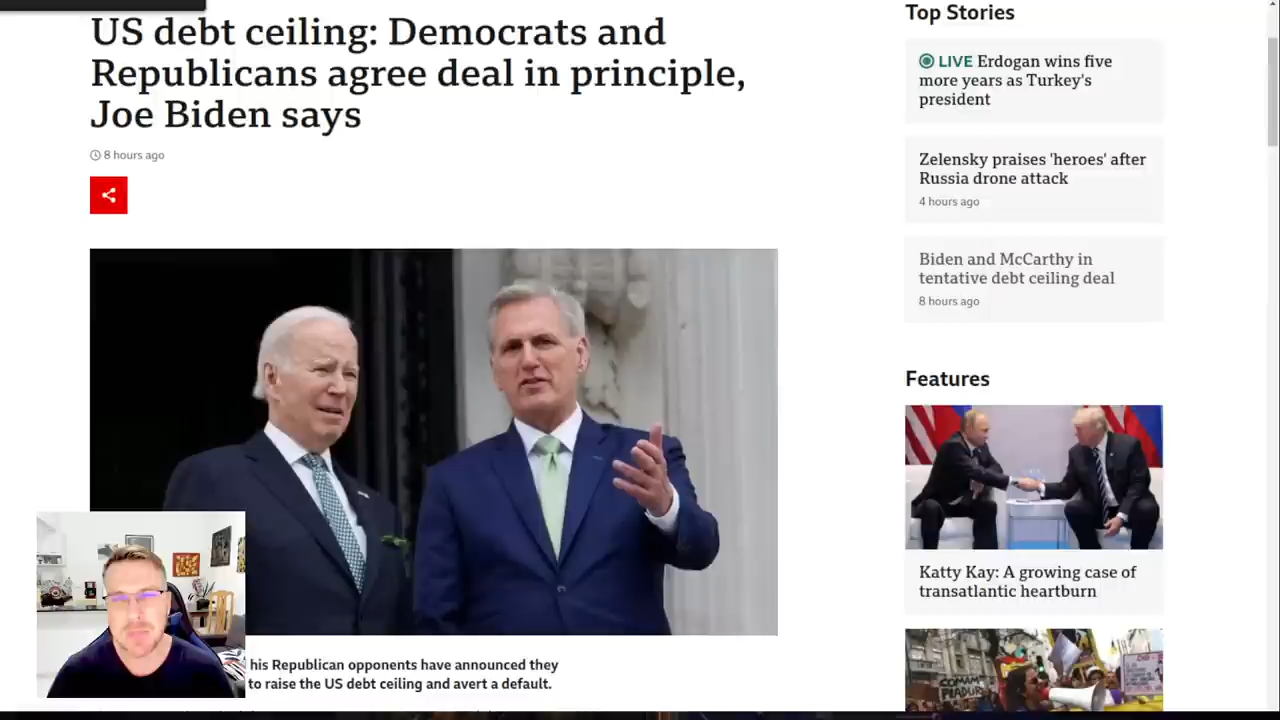 US debt ceiling: Democrats and
Republicans agree deal in principle,
Joe Biden says
8 hours ago
his Republican opponents have announced they
to raise the US debt ceiling and avert a default.
Top Stories
LIVE Erdogan wins five
more years as Turkey's
president
Zelensky praises 'heroes' after
Russia drone attack
4 hours ago
Biden and McCarthy in
tentative debt ceiling deal
8 hours ago
Features
Katty Kay: A growing case of
transatlantic heartburn